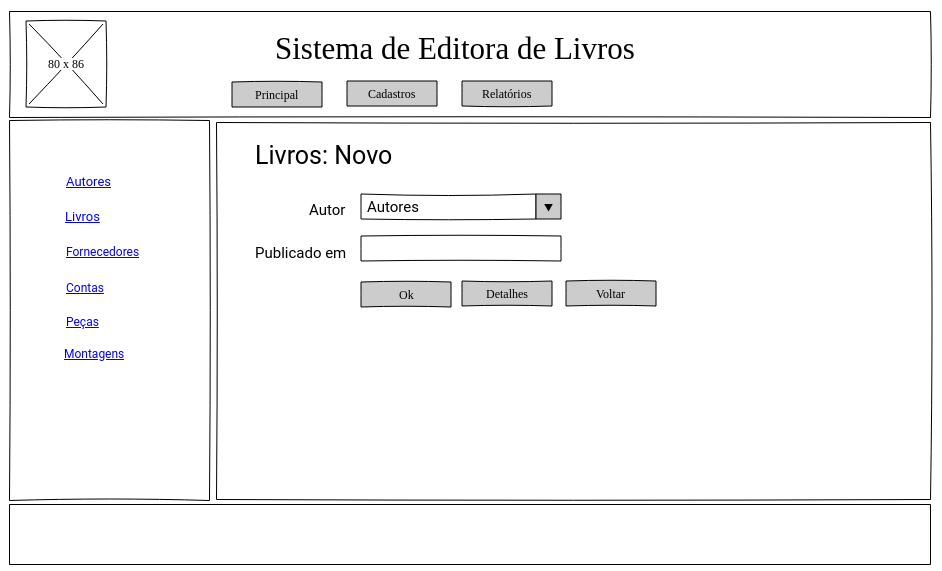 80 x 86
Sistema de Editora de Livros
Principal
Cadastros
Relatórios
Autores
Livros
Fornecedores
Contas
Peças
Montagens
Livros: Novo
Autor
Autores
Publicado em
Ok
Detalhes
Voltar